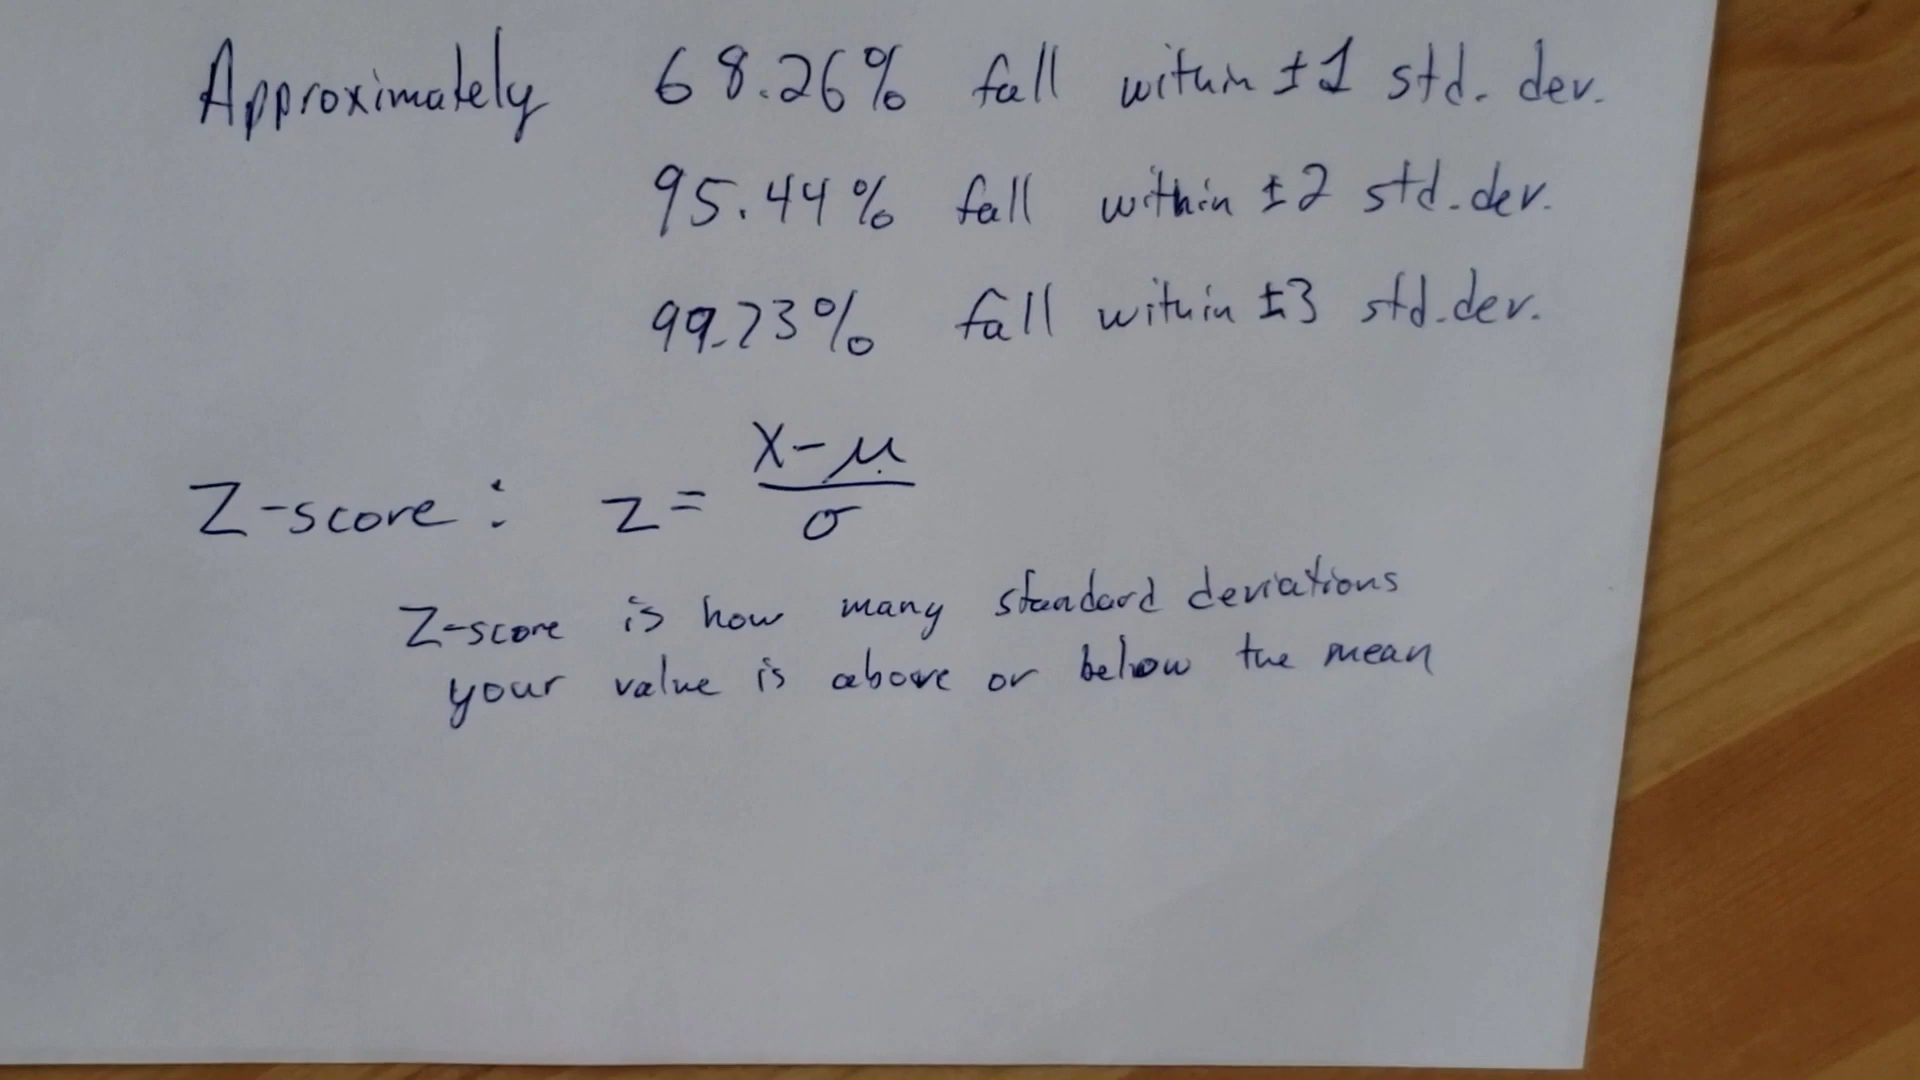 Approximately 68.26% fall within ±1 std. dev.
95.44% fall within ±2 std. dev.
99.73% fall within ±3 std. dev.
Z-score: z = (x-μ)/σ
Z-score is how many standard deviations
your value is above or below the mean